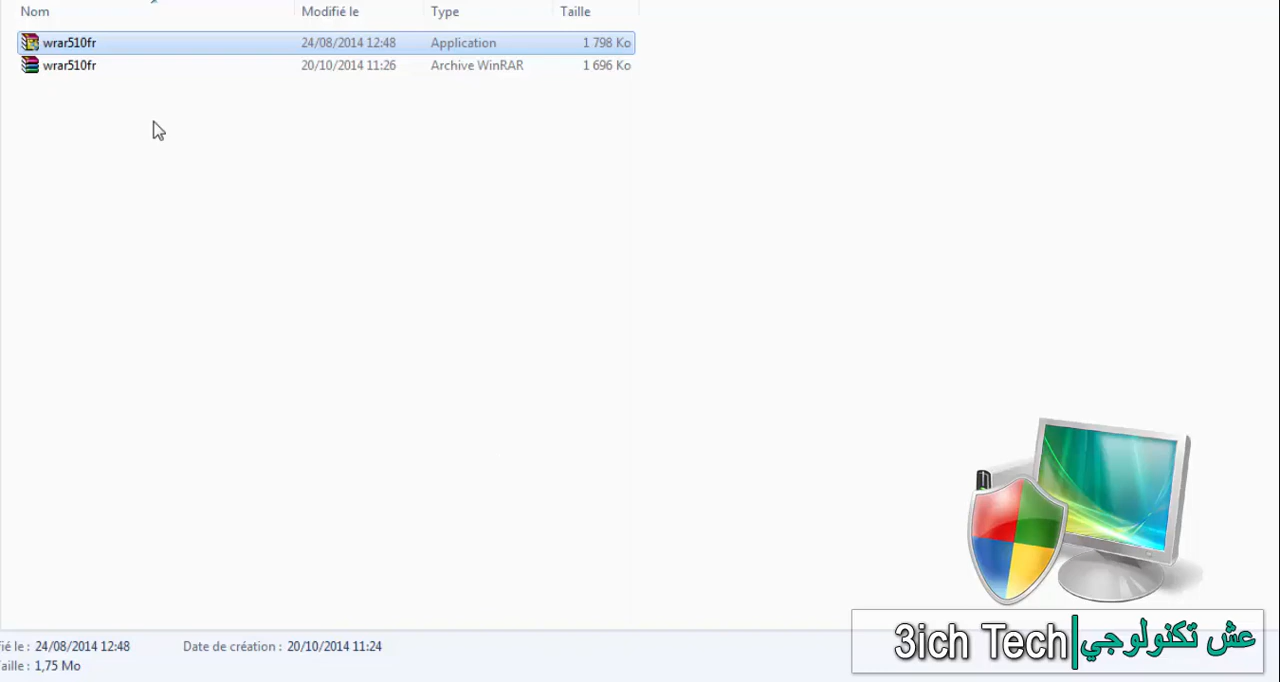 Nom Modifié le Type Taille
wrar510fr 24/08/2014 12:48 Application 1 798 Ko
wrar510fr 20/10/2014 11:26 Archive WinRAR 1 696 Ko
3ich Tech|عش تكنولوجي
ié le : 24/08/2014 12:48 Date de création : 20/10/2014 11:24
aille : 1,75 Mo